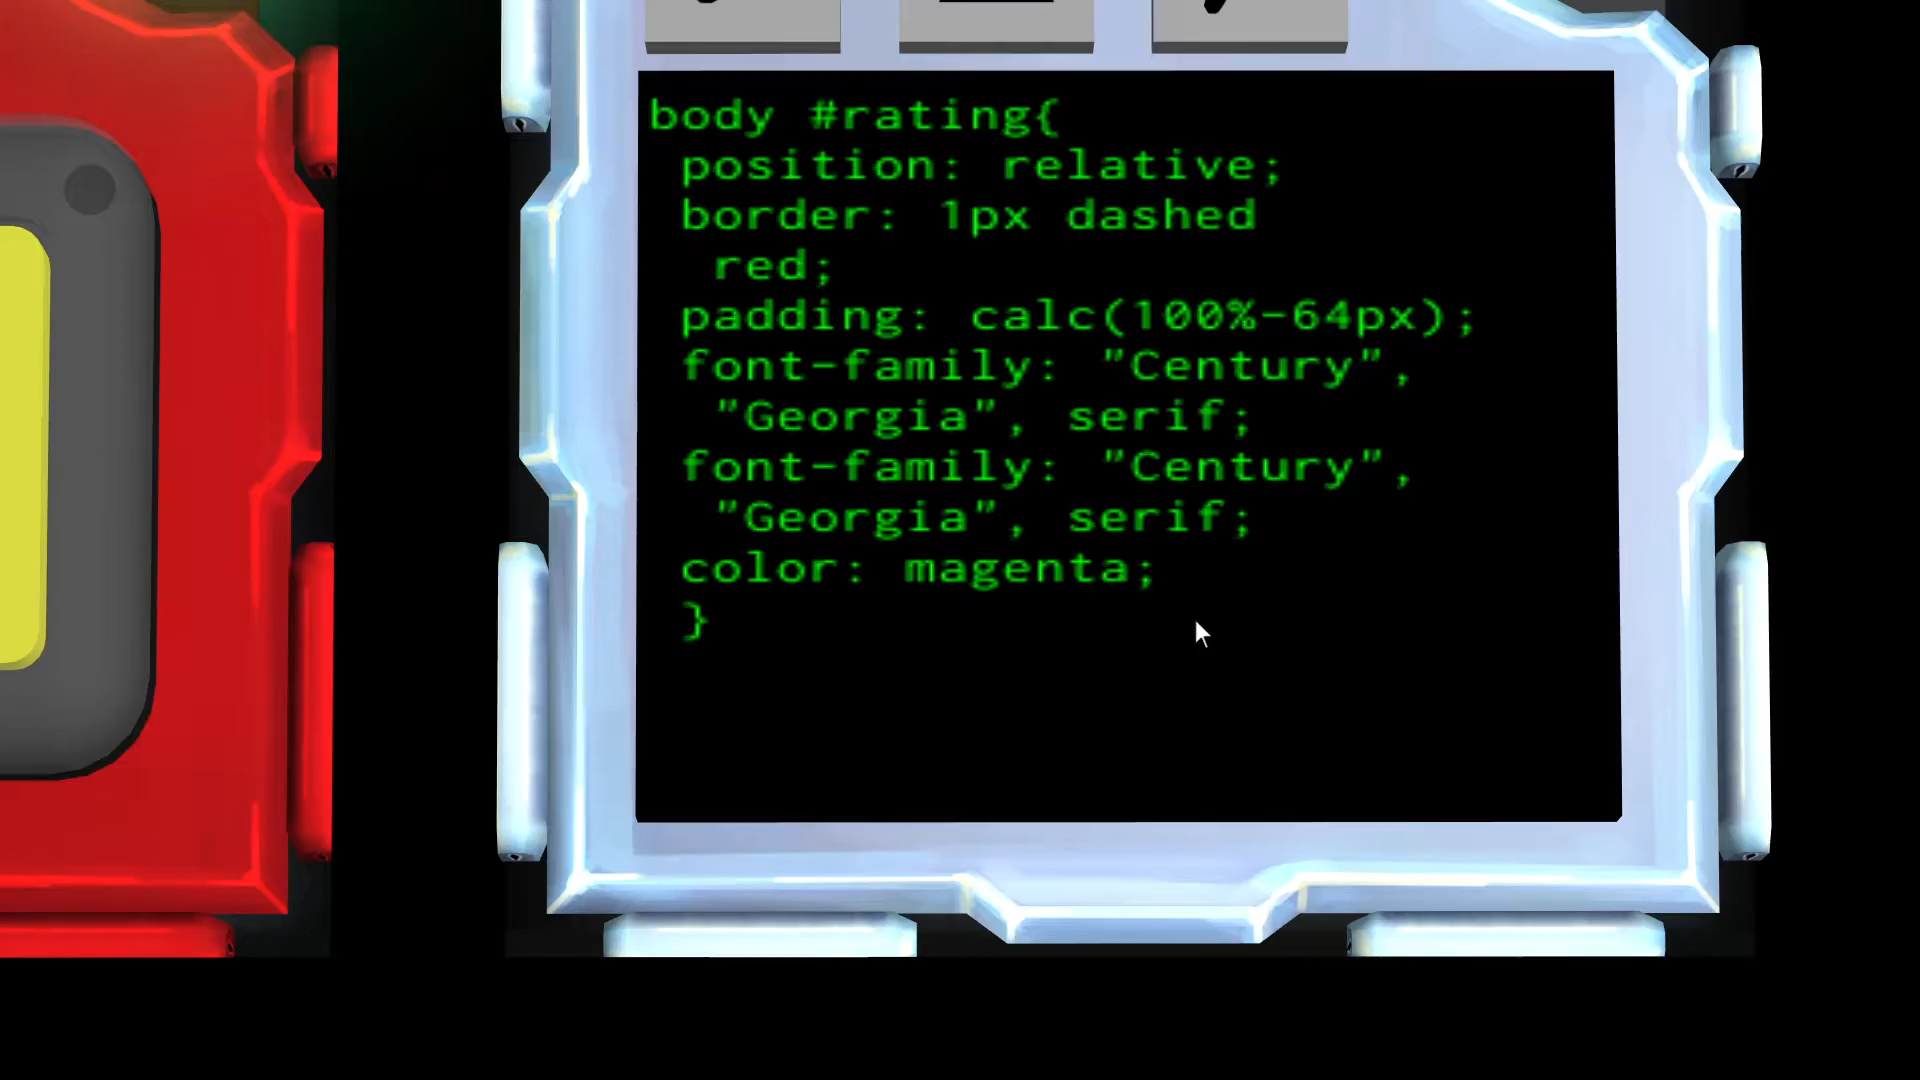 body #rating{
position: relative;
border: 1px dashed
red;
padding: calc(100%-64px);
font-family: "Century",
"Georgia", serif;
font-family: "Century",
"Georgia", serif;
color: magenta;
}